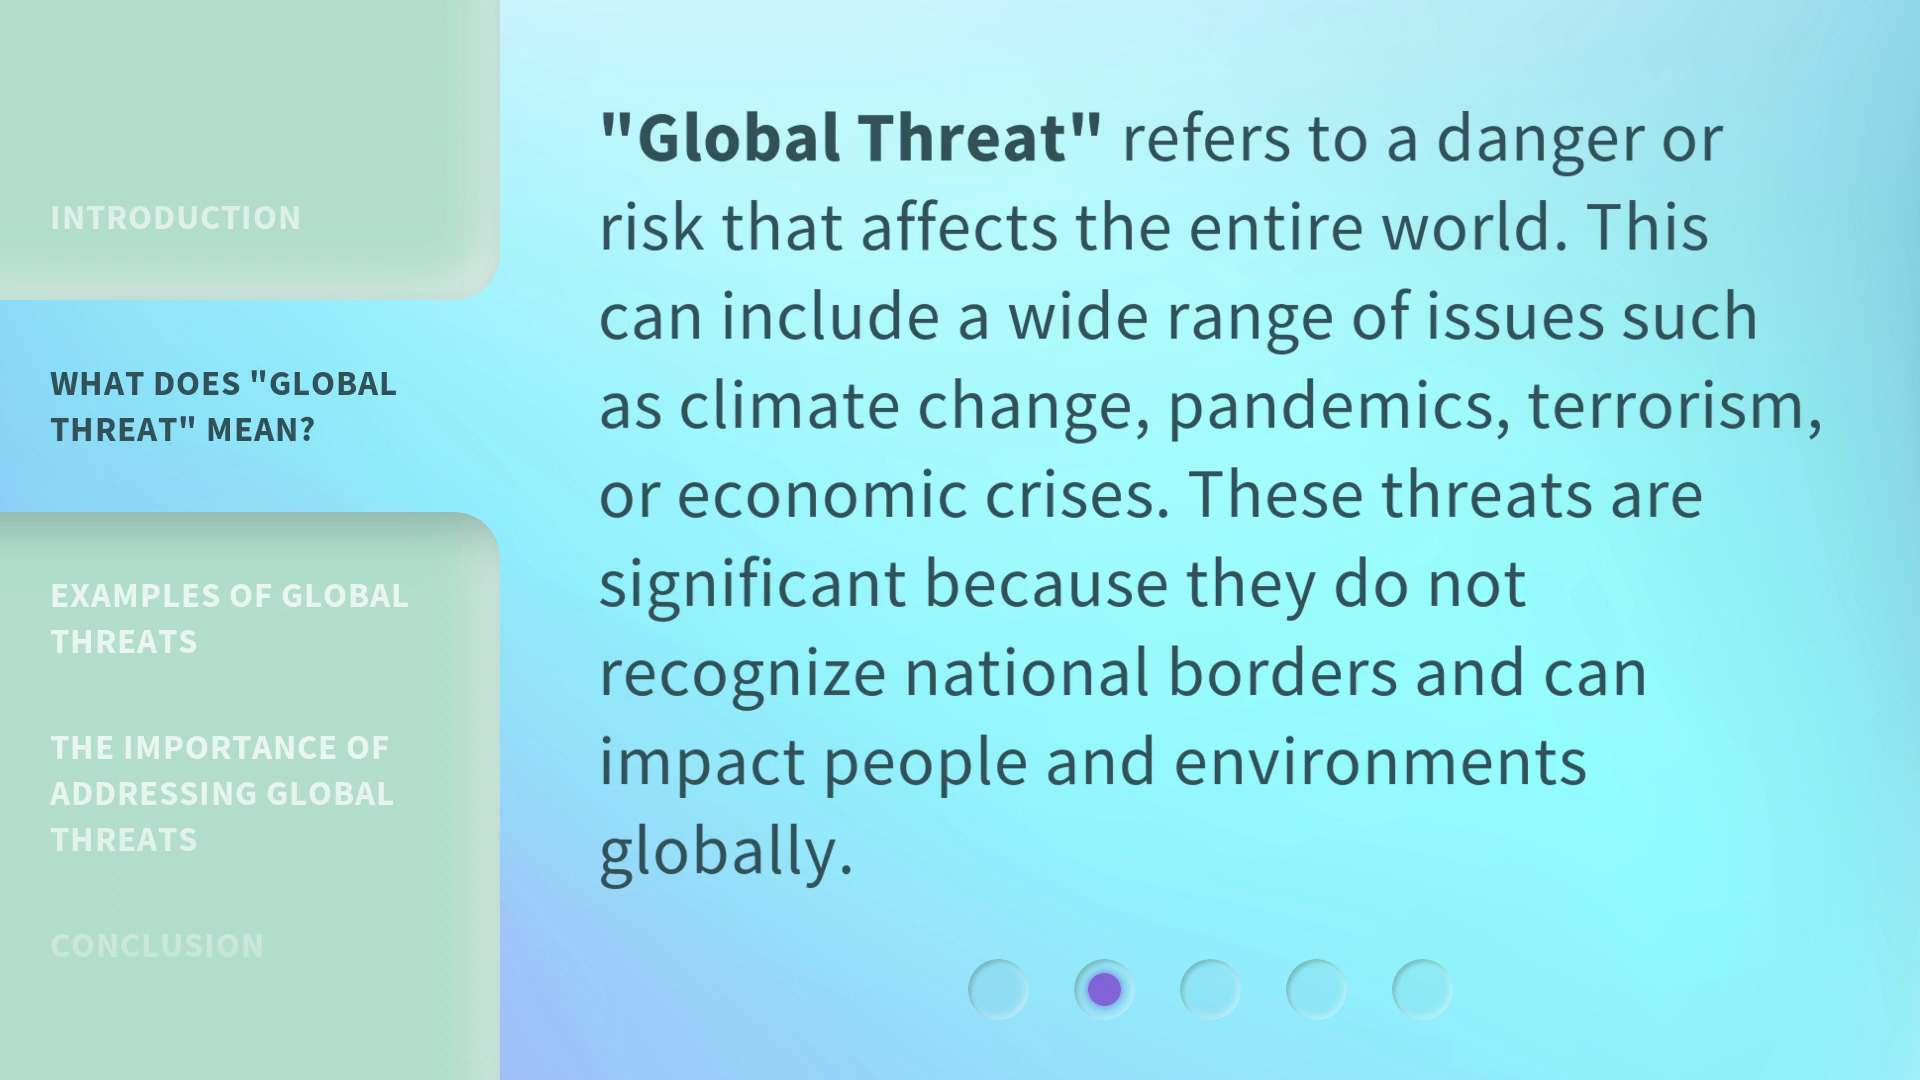 INTRODUCTION
WHAT DOES "GLOBAL
THREAT" MEAN?
EXAMPLES OF GLOBAL
THREATS
THE IMPORTANCE OF
ADDRESSING GLOBAL
THREATS
CONCLUSION
"Global Threat" refers to a danger or
risk that affects the entire world. This
can include a wide range of issues such
as climate change, pandemics, terrorism,
or economic crises. These threats are
significant because they do not
recognize national borders and can
impact people and environments
globally.